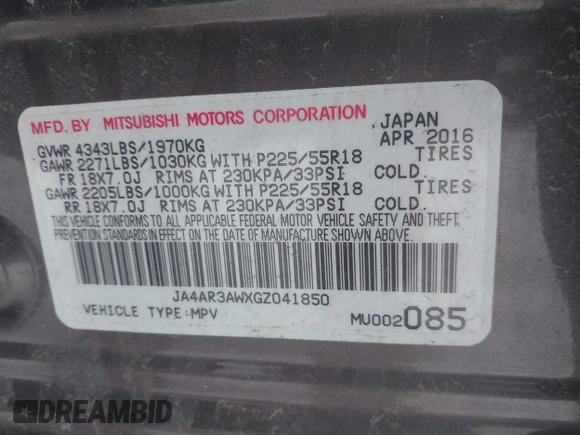 MFD. BY MITSUBISHI MOTORS CORPORATION JAPAN
GVWR 4343LBS/1970KG APR 2016
GAWR 2271LBS/1030KG WITH P225/55R18 TIRES
FR 18X7.0J RIMS AT 230KPA/33PSI COLD.
GAWR 2205LBS/1000KG WITH P225/55R18 TIRES
RR 18X7.0J RIMS AT 230KPA/33PSI COLD.
THIS VEHICLE CONFORMS TO ALL APPLICABLE FEDERAL MOTOR VEHICLE SAFETY AND THEFT
PREVENTION STANDARDS IN EFFECT ON THE DATE OF MANUFACTURE SHOWN ABOVE.
JA4AR3AWXGZ041850
VEHICLE TYPE:MPV MU002085
DREAMBID